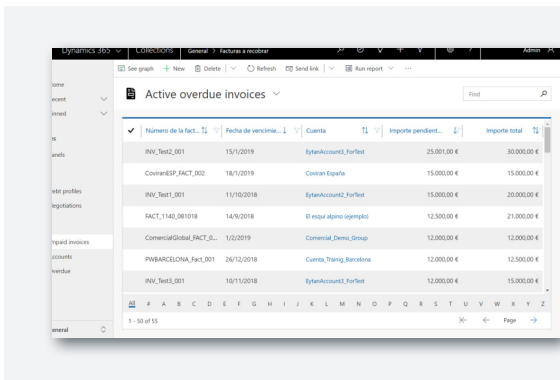 Dynamics 365 Collections General > Facturas a recobrar Admin
See graph + New Delete Refresh Send link Run report ...
Active overdue invoices
Find
Número de la fact... Fecha de vencimie... Cuenta Importe pendient... Importe total
INV_Test2_001 15/1/2019 EytanAccount3_ForTest 25.001,00 € 30.000,00 €
CoviranESP_FACT_002 18/1/2019 Coviran España 15.000,00 € 15.000,00 €
INV_Test1_001 11/10/2018 EytanAccount2_ForTest 15.000,00 € 20.000,00 €
FACT_1140_081018 14/9/2018 El esquí alpino (ejemplo) 12.500,00 € 21.000,00 €
ComercialGlobal_FACT_0... 1/2/2019 Comercial_Demo_Group 12.000,00 € 12.000,00 €
PWBARCELONA_Fact_001 26/12/2018 Cuenta_Trainig_Barcelona 12.000,00 € 12.500,00 €
INV_Test3_001 10/11/2018 EytanAccount3_ForTest 12.000,00 € 15.000,00 €
All # A B C D E F G H I J K L M N O P Q R S T U V W X Y Z
1 - 50 of 55 Page
ome
ecent
inned
es
anels
ebt profiles
legotiations
npaid invoices
ccounts
verdue
eneral